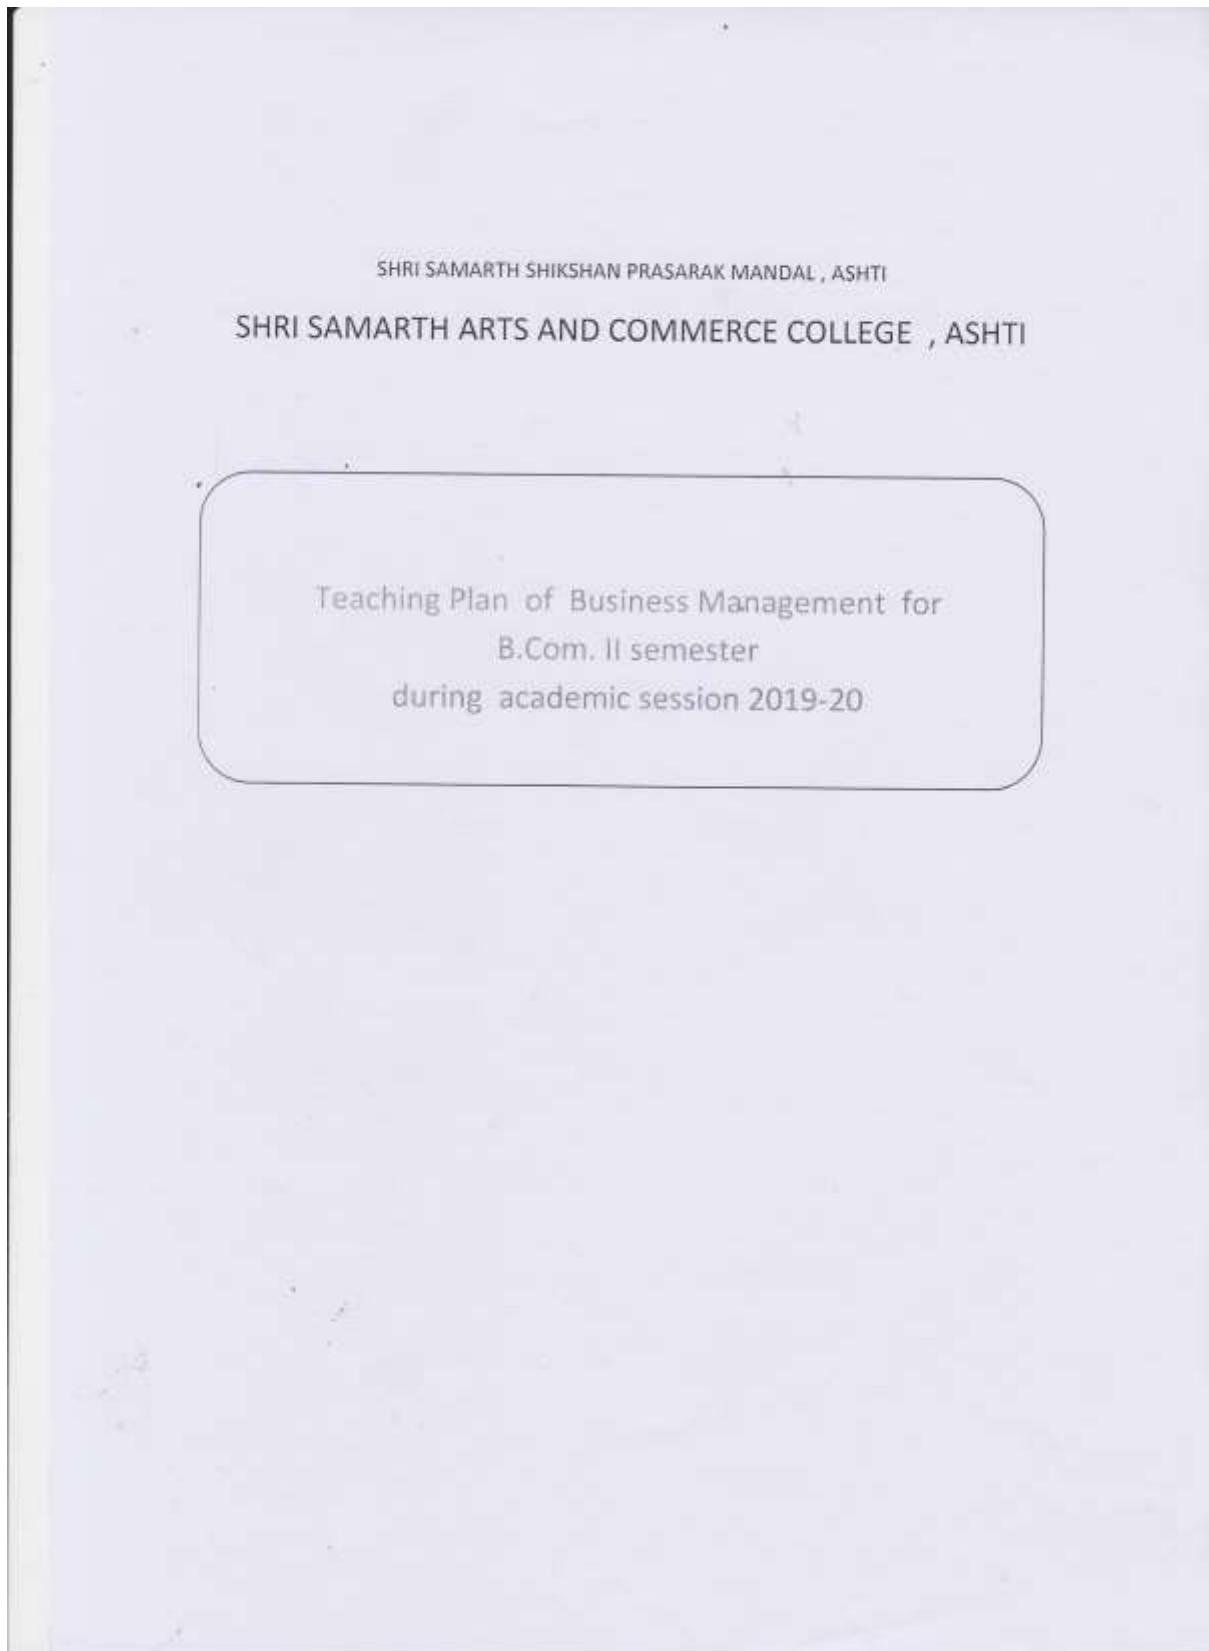 SHRI SAMARTH SHIKSHAN PRASARAK MANDAL , ASHTI
SHRI SAMARTH ARTS AND COMMERCE COLLEGE , ASHTI
Teaching Plan of Business Management for
B.Com. II semester
during academic session 2019-20